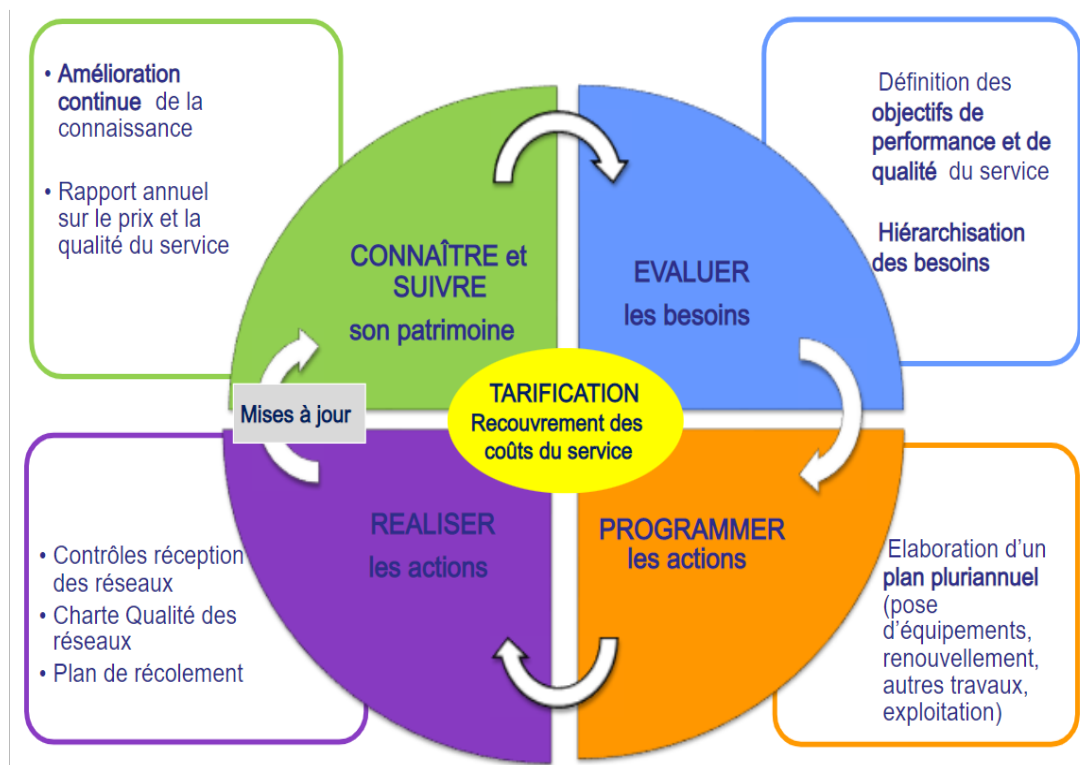 • Amélioration
continue de la
connaissance
• Rapport annuel
sur le prix et la
qualité du service
Définition des
objectifs de
performance et de
qualité du service
Hiérarchisation
des besoins
CONNAÎTRE et
SUIVRE
son patrimoine
EVALUER
les besoins
Mises à jour
TARIFICATION
Recouvrement des
coûts du service
REALISER
les actions
PROGRAMMER
les actions
• Contrôles réception
des réseaux
• Charte Qualité des
réseaux
• Plan de récolement
Elaboration d'un
plan pluriannuel
(pose
d'équipements,
renouvellement,
autres travaux,
exploitation)